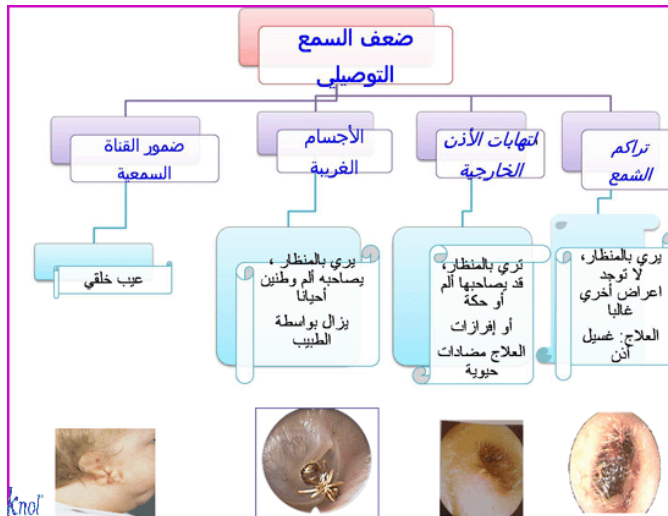 ضعف السمع
التوصيلي
تراكم
الشمع
التهابات الأذن
الخارجية
الأجسام
الغريبة
ضمور القناة
السمعية
يري بالمنظار،
لا توجد
اعراض أخري
غالبا
العلاج: غسيل
أذن
تري بالمنظار،
قد يصاحبها ألم
أو حكة
أو إفرازات
العلاج مضادات
حيوية
يري بالمنظار ،
يصاحبه ألم وطنين
أحيانا
يزال بواسطة
الطبيب
عيب خلقي
Knol